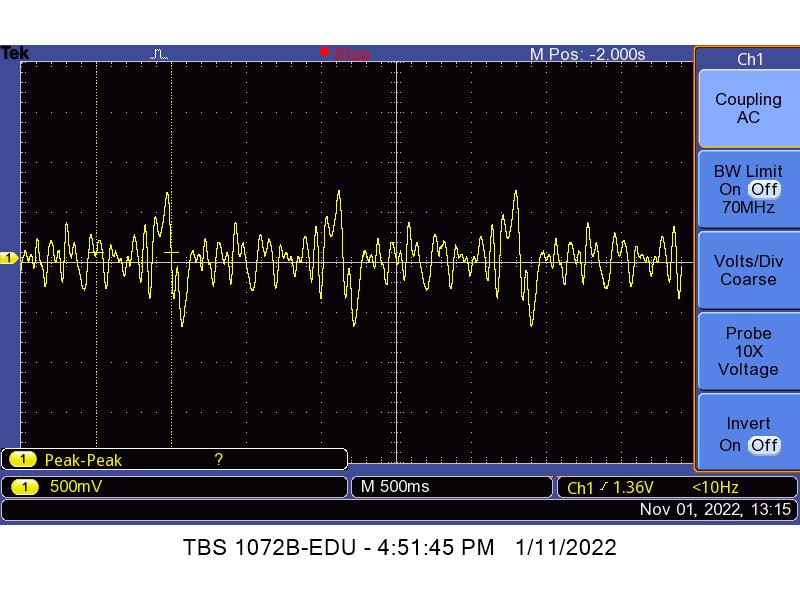 Tek
Stop
M Pos: -2.000s
Ch1
Coupling
AC
BW Limit
On Off
70MHz
Volts/Div
Coarse
Probe
10X
Voltage
Invert
On Off
1
1 Peak-Peak ?
1 500mV
M 500ms
Ch1 1.36V <10Hz
Nov 01, 2022, 13:15
TBS 1072B-EDU - 4:51:45 PM 1/11/2022